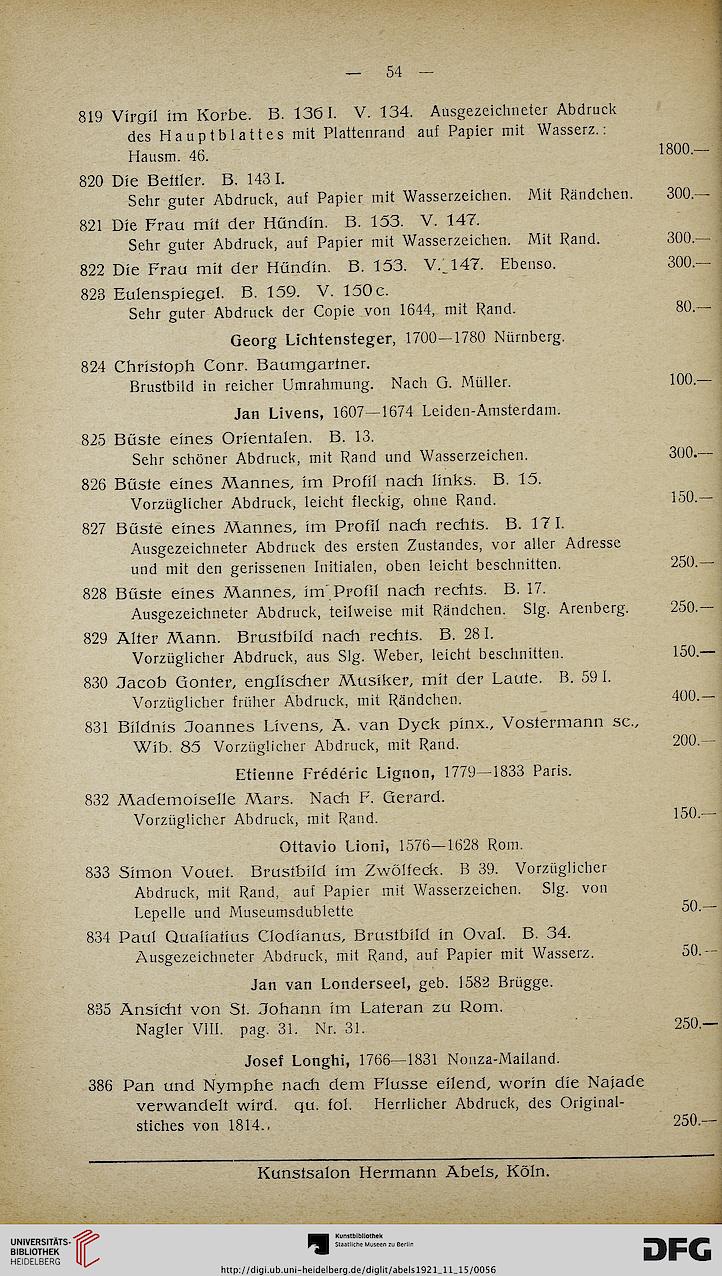 — 54 —
819 Virgil im Korbe. B. 136 I. V. 134. Ausgezeichneter Abdruck
des Hauptblattes mit Plattenrand auf Papier mit Wasserz.:
Hausm. 46. 1800.—
820 Die Bettler. B. 143 I.
Sehr guter Abdruck, auf Papier mit Wasserzeichen. Mit Rändchen. 300.—
821 Die Frau mit der Hündin. B. 153. V. 147.
Sehr guter Abdruck, auf Papier mit Wasserzeichen. Mit Rand. 300.—
822 Die Frau mit der Hündin. B. 153. V. 147. Ebenso. 300.—
823 Eulenspiegel. B. 159. V. 150 c.
Sehr guter Abdruck der Copie von 1644, mit Rand. 80.—
Georg Lichtensteger, 1700—1780 Nürnberg.
824 Christoph Conr. Baumgartner.
Brustbild in reicher Umrahmung. Nach G. Müller. 100.—
Jan Livens, 1607—1674 Leiden-Amsterdam.
825 Büste eines Orientalen. B. 13.
Sehr schöner Abdruck, mit Rand und Wasserzeichen. 300.—
826 Büste eines Mannes, im Profil nach links. B. 15.
Vorzüglicher Abdruck, leicht fleckig, ohne Rand. 150.—
827 Büste eines Mannes, im Profil nach rechts. B. 17 I.
Ausgezeichneter Abdruck des ersten Zustandes, vor aller Adresse
und mit den gerissenen Initialen, oben leicht beschnitten. 250.—
828 Büste eines Mannes, im Profil nach rechts. B. 17.
Ausgezeichneter Abdruck, teilweise mit Rändchen. Slg. Arenberg. 250.—
829 Alter Mann. Brustbild nach rechts. B. 28 I.
Vorzüglicher Abdruck, aus Slg. Weber, leicht beschnitten. 150.—
830 Jacob Gonter, englischer Musiker, mit der Laute. B. 59 I.
Vorzüglicher früher Abdruck, mit Rändchen. 400.—
831 Bildnis Joannes Livens, A. van Dyck pinx., Vostermann sc.,
Wib. 85 Vorzüglicher Abdruck, mit Rand. 200.—
Etienne Frédéric Lignon, 1779—1833 Paris.
832 Mademoiselle Mars. Nach F. Gerard.
Vorzüglicher Abdruck, mit Rand. 150.—
Ottavio Lioni, 1576—1628 Rom.
833 Simon Vouet. Brustbild im Zwölfeck. B 39. Vorzüglicher
Abdruck, mit Rand, auf Papier mit Wasserzeichen. Slg. von
Lepelle und Museumsdublette 50.—
834 Paul Qualiatius Clodianus, Brustbild in Oval. B. 34.
Ausgezeichneter Abdruck, mit Rand, auf Papier mit Wasserz. 50.—
Jan van Londerseel, geb. 1582 Brügge.
835 Ansicht von St. Johann im Lateran zu Rom.
Nagler VIII. pag. 31. Nr. 31. 250.—
Josef Longhi, 1766—1831 Nonza-Mailand.
386 Pan und Nymphe nach dem Flusse eilend, worin die Najade
verwandelt wird. qu. fol. Herrlicher Abdruck, des Original-
stiches von 1814.. 250.—
Kunstsalon Hermann Abels, Köln.
UNIVERSITÄTS-
BIBLIOTHEK
HEIDELBERG
Kunstbibliothek
Staatliche Museen zu Berlin
DFG
http://digi.ub.uni-heidelberg.de/diglit/abels1921_11_15/0056